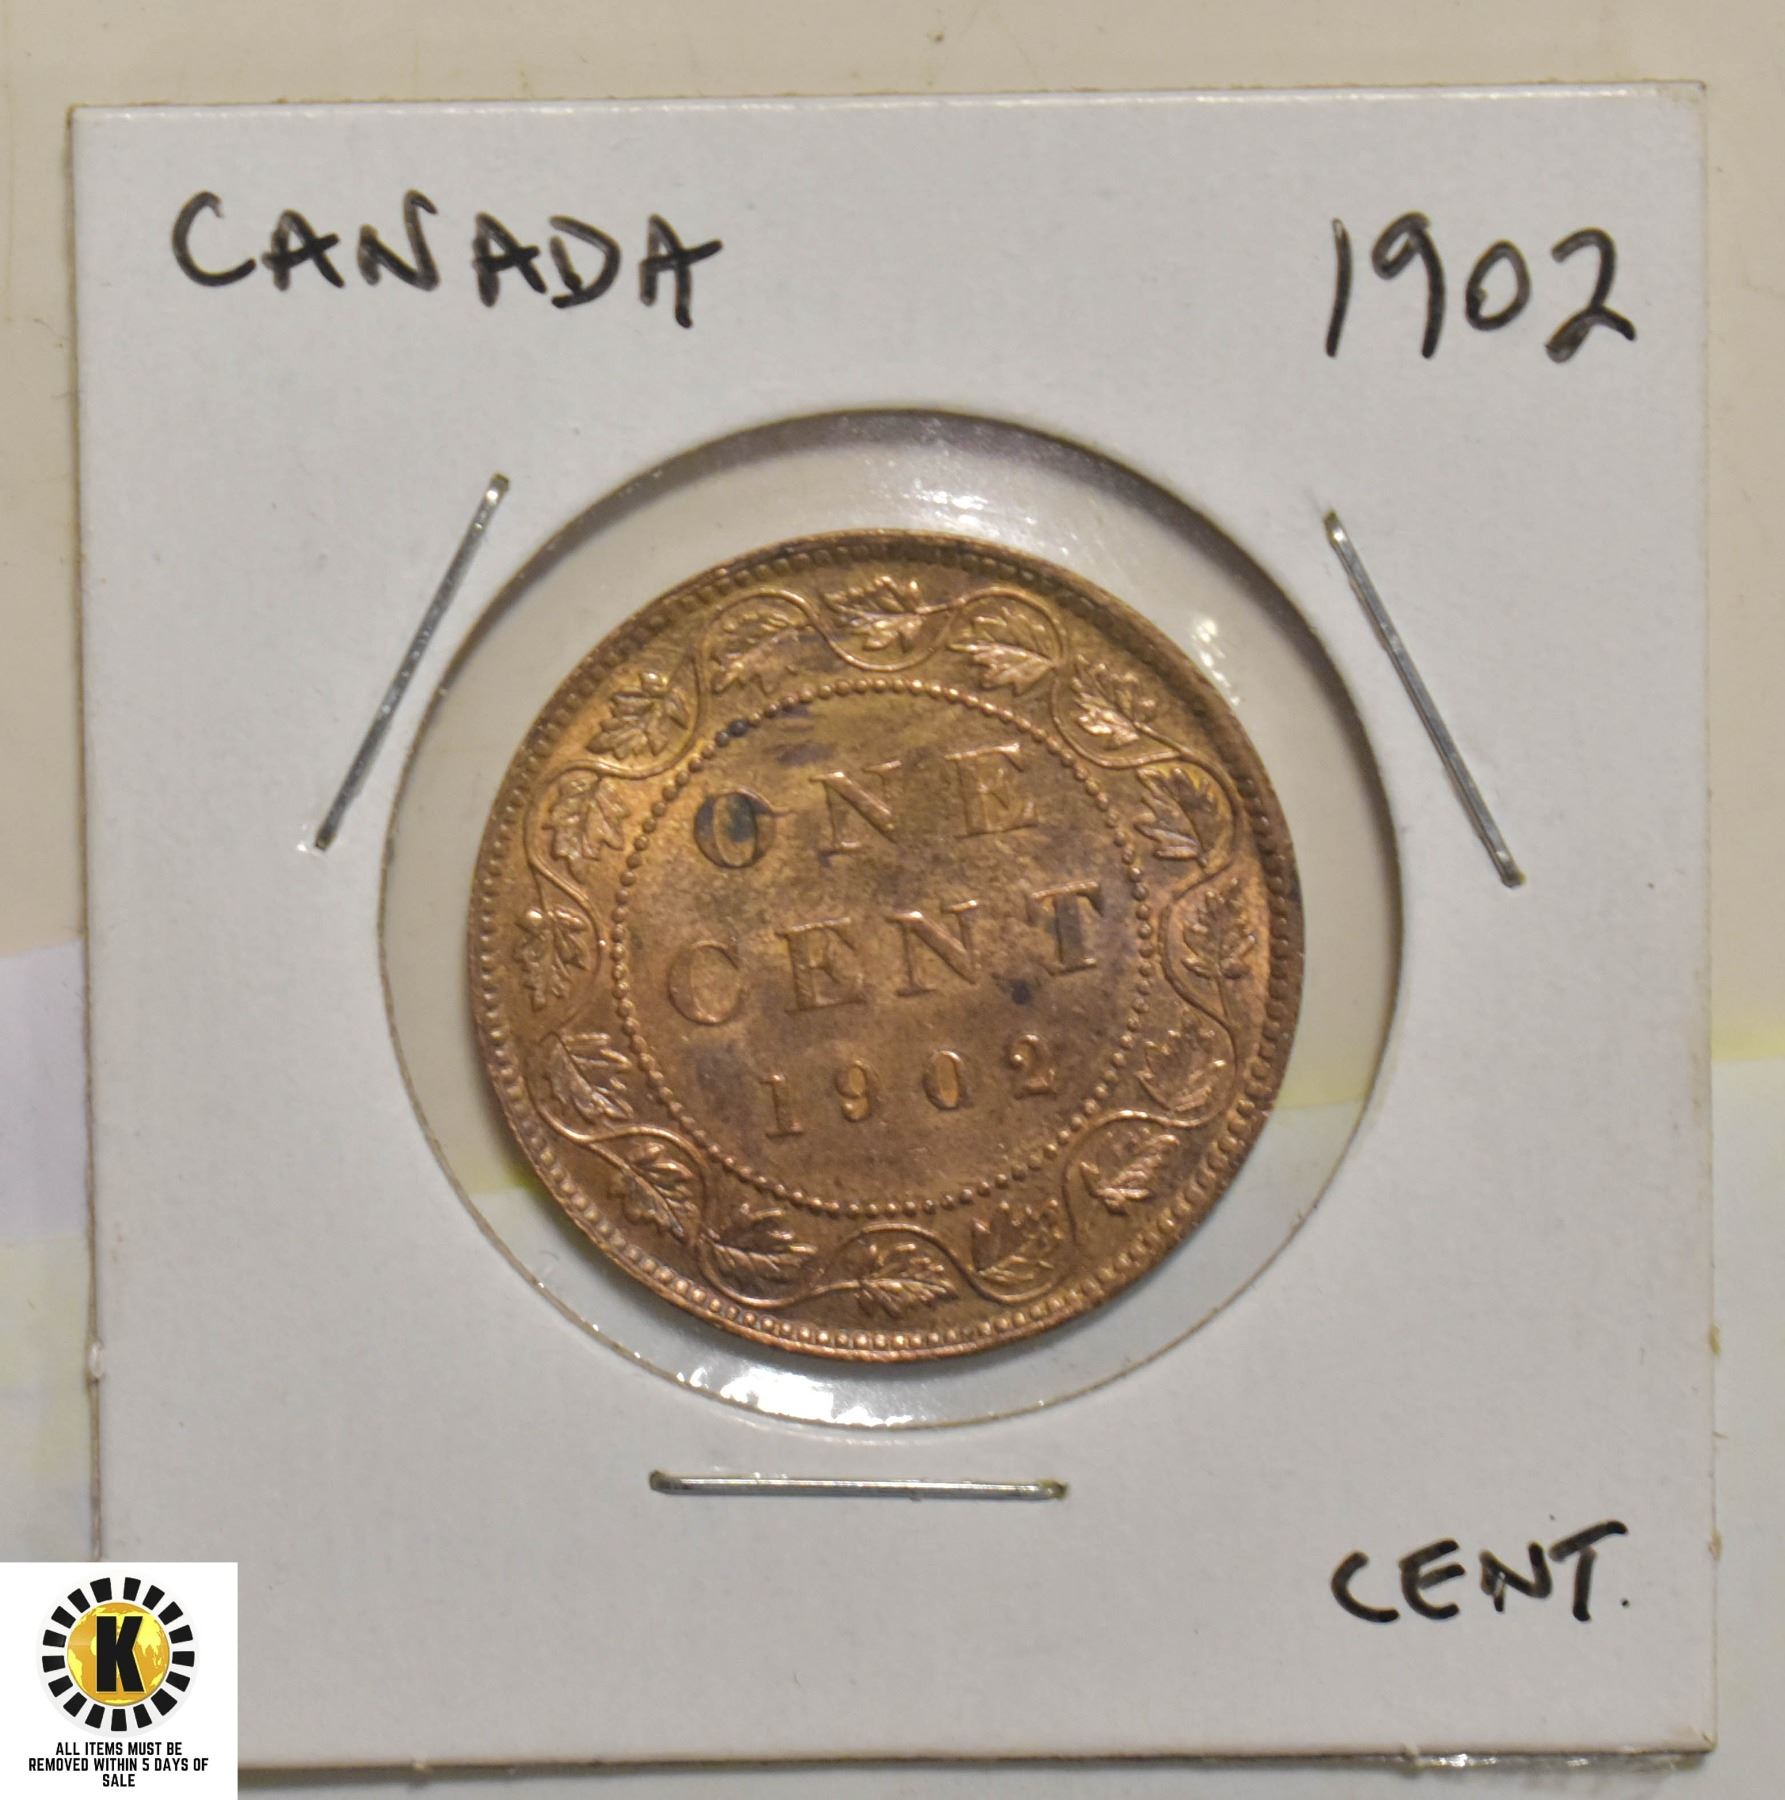 CANADA 1902
ONE
CENT
1902
CENT.
K
ALL ITEMS MUST BE
REMOVED WITHIN 5 DAYS OF
SALE